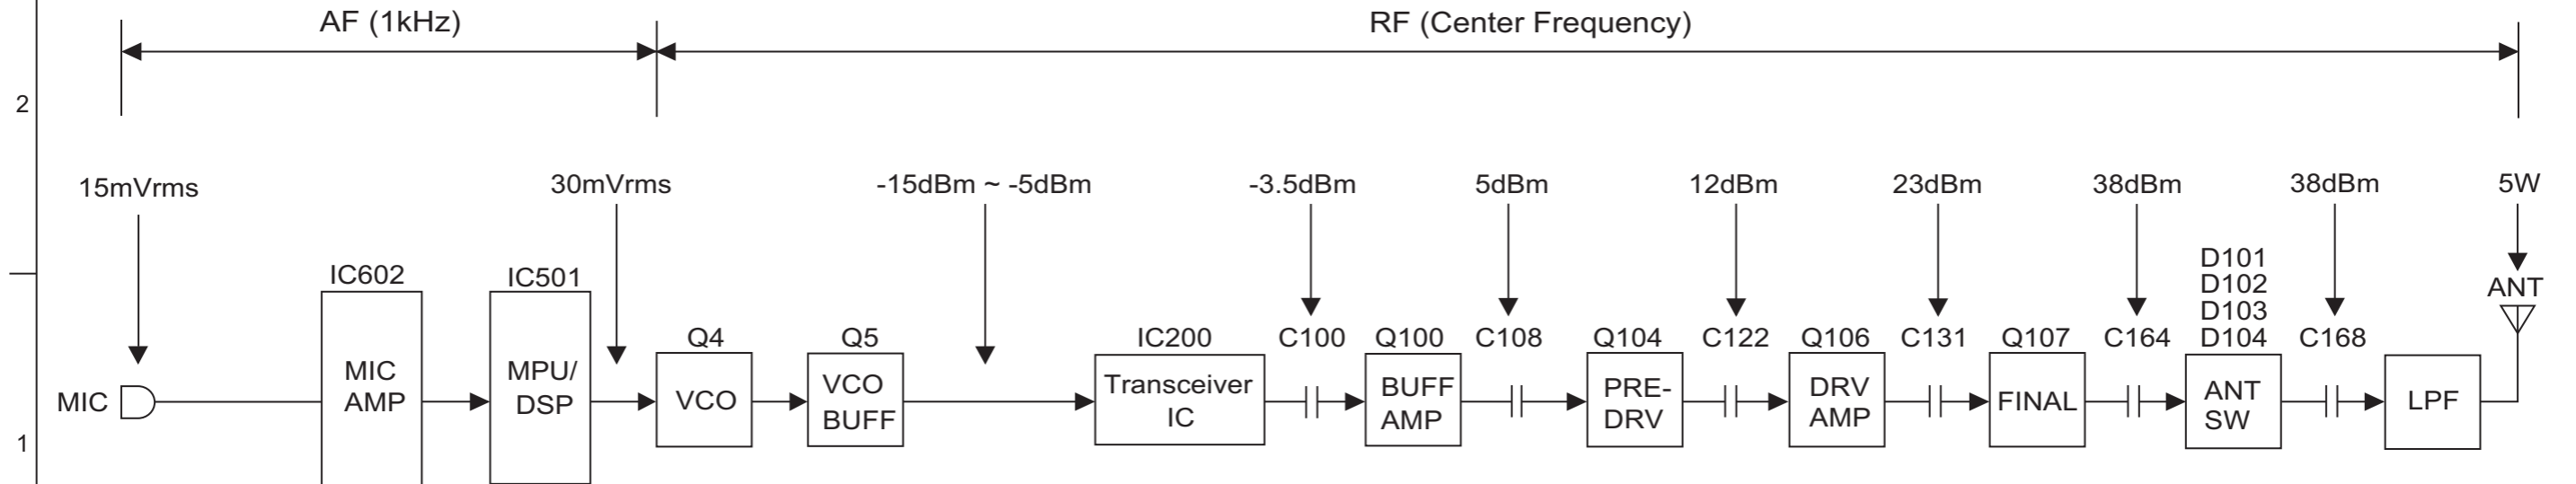 AF (1kHz)
RF (Center Frequency)
2
15mVrms
30mVrms
-15dBm ~ -5dBm
-3.5dBm
5dBm
12dBm
23dBm
38dBm
38dBm
5W
IC602
MIC
AMP
IC501
MPU/
DSP
Q4
VCO
Q5
VCO
BUFF
IC200
Transceiver
IC
C100
Q100
BUFF
AMP
C108
Q104
PRE-
DRV
C122
Q106
DRV
AMP
C131
Q107
FINAL
C164
D101
D102
D103
D104
ANT
SW
C168
LPF
ANT
MIC
1